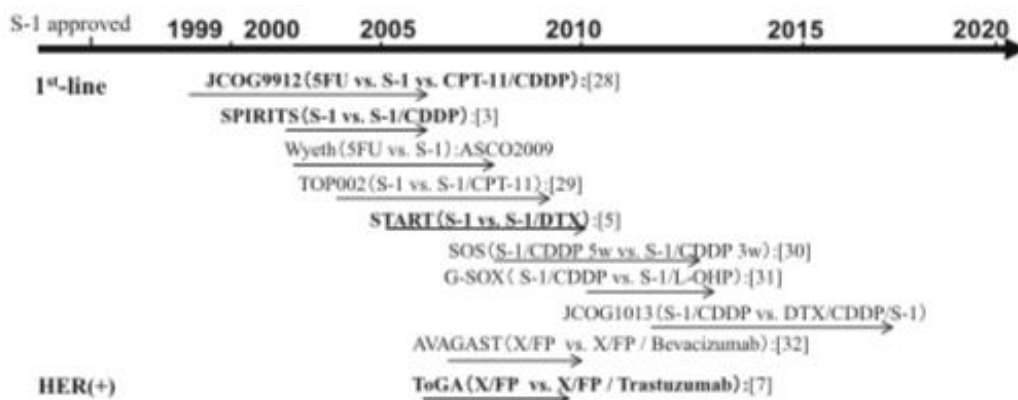 S-1 approved 1999 2000 2005 2010 2015 2020
1st-line JCOG9912(5FU vs. S-1 vs. CPT-11/CDDP):[28]
SPIRITS(S-1 vs. S-1/CDDP):[3]
Wyeth(5FU vs. S-1):ASCO2009
TOP002(S-1 vs. S-1/CPT-11):[29]
START(S-1 vs. S-1/DTX):[5]
SOS(S-1/CDDP 5w vs. S-1/CDDP 3w):[30]
G-SOX( S-1/CDDP vs. S-1/L-OHP):[31]
JCOG1013(S-1/CDDP vs. DTX/CDDP/S-1)
AVAGAST(X/FP vs. X/FP / Bevacizumab):[32]
HER(+) ToGA(X/FP vs. X/FP / Trastuzumab):[7]